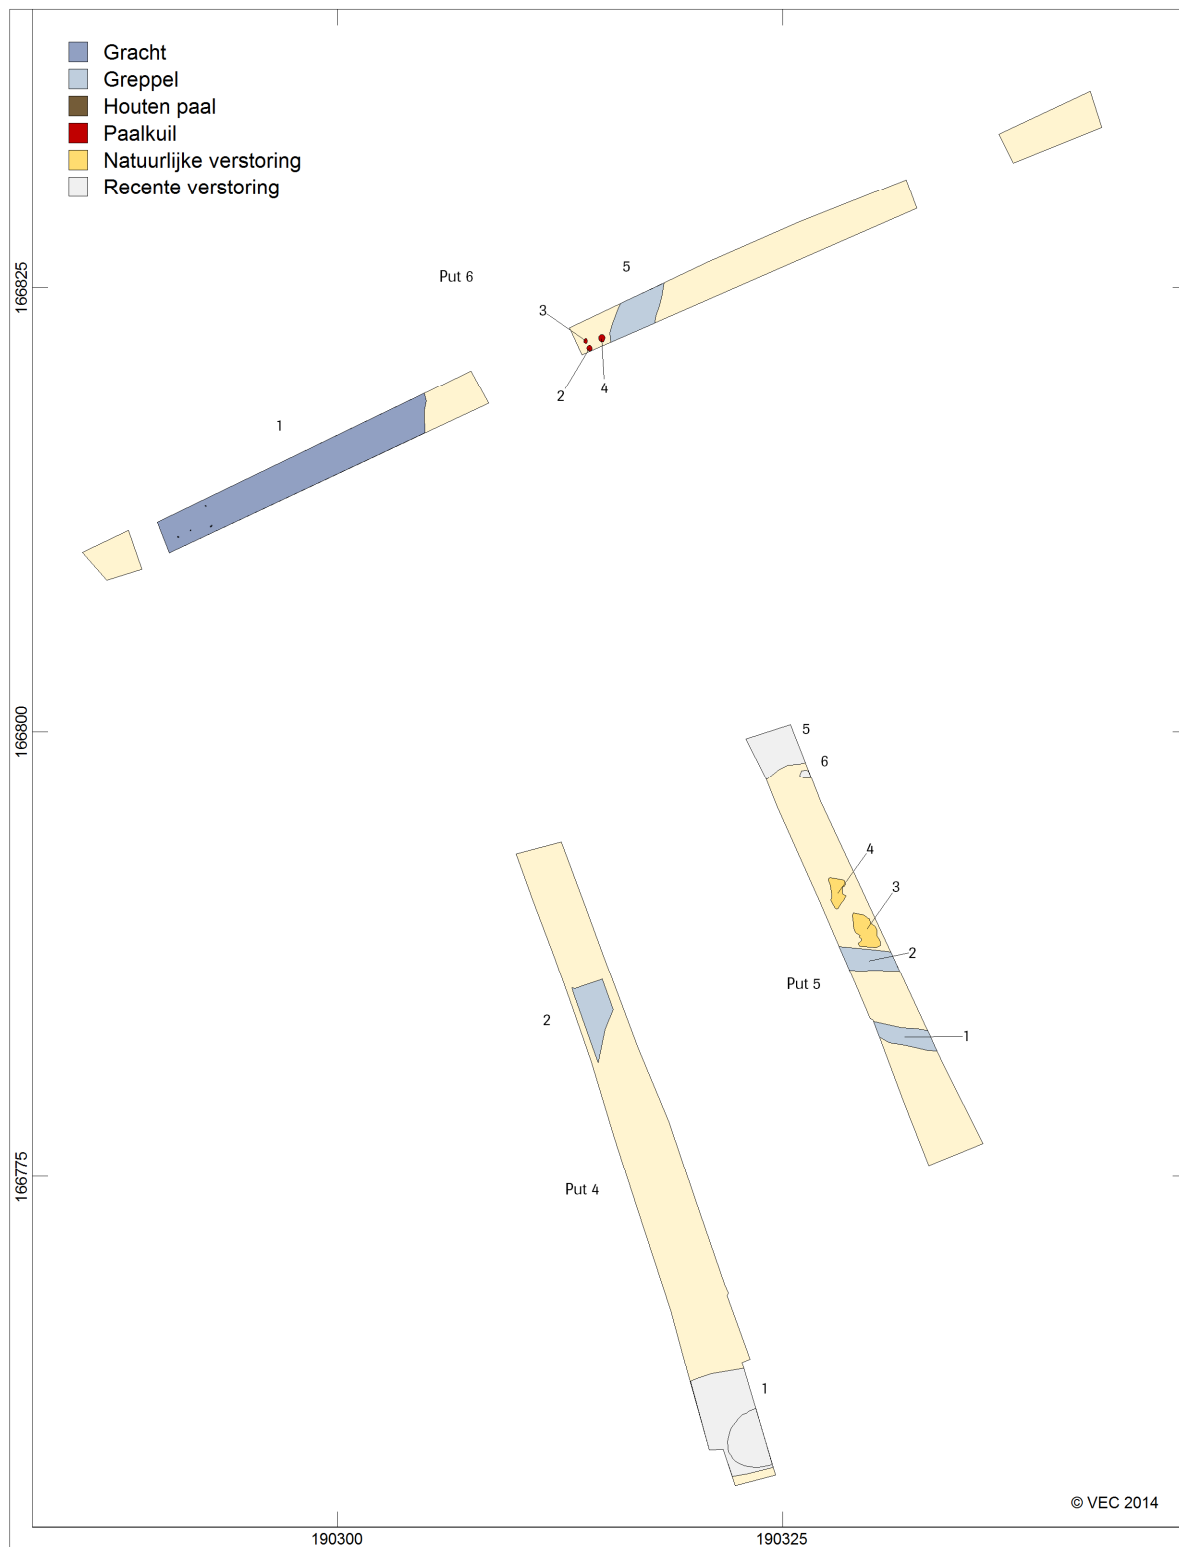 Gracht
Greppel
Houten paal
Paalkuil
Natuurlijke verstoring
Recente verstoring
166825
Put 6
5
3
2
4
1
166800
5
6
4
3
2
Put 5
1
2
166775
Put 4
1
© VEC 2014
190300
190325